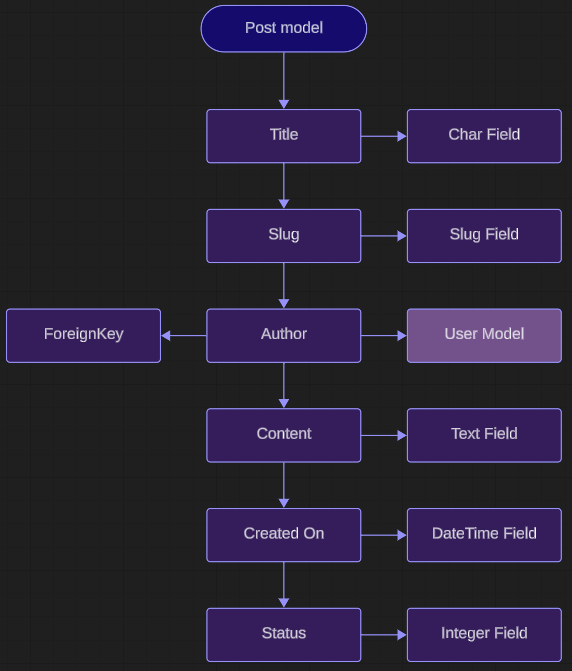 Post model
Title
Char Field
Slug
Slug Field
ForeignKey
Author
User Model
Content
Text Field
Created On
DateTime Field
Status
Integer Field